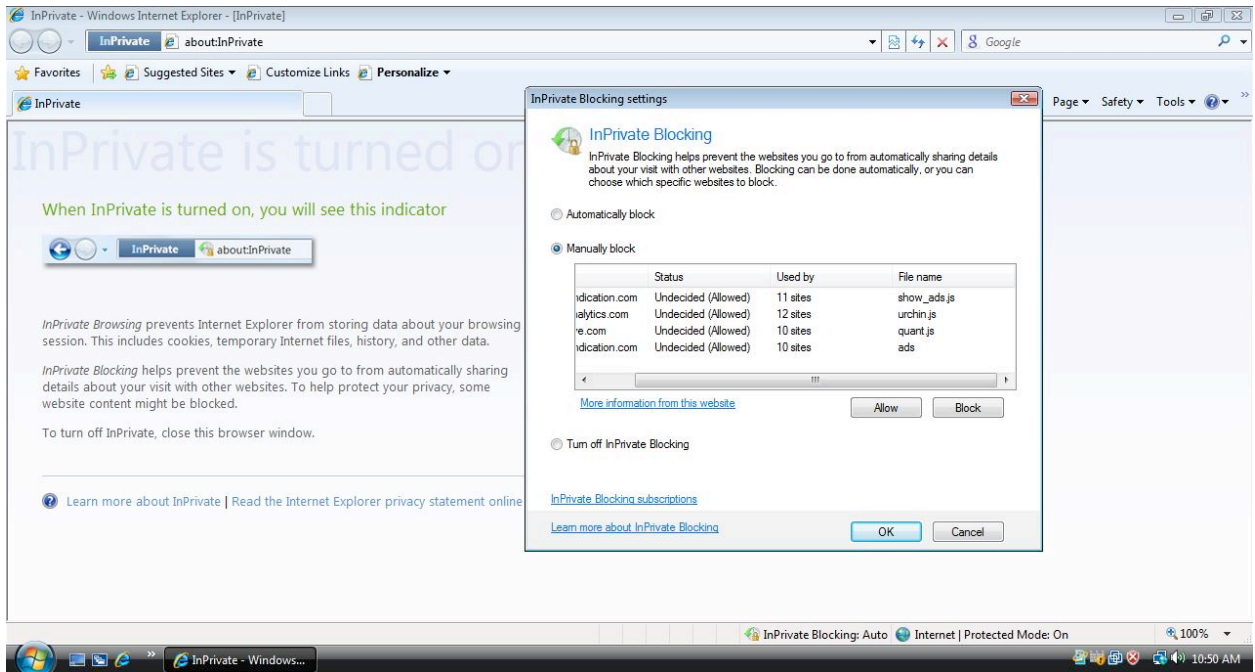 InPrivate - Windows Internet Explorer - [InPrivate]
InPrivate about:InPrivate
Google
Favorites Suggested Sites Customize Links Personalize
InPrivate
Page Safety Tools
InPrivate is turned on
When InPrivate is turned on, you will see this indicator
InPrivate about:InPrivate
InPrivate Browsing prevents Internet Explorer from storing data about your browsing
session. This includes cookies, temporary Internet files, history, and other data.
InPrivate Blocking helps prevent the websites you go to from automatically sharing
details about your visit with other websites. To help protect your privacy, some
website content might be blocked.
To turn off InPrivate, close this browser window.
Learn more about InPrivate | Read the Internet Explorer privacy statement online
InPrivate Blocking settings
InPrivate Blocking
InPrivate Blocking helps prevent the websites you go to from automatically sharing details
about your visit with other websites. Blocking can be done automatically, or you can
choose which specific websites to block.
Automatically block
Manually block
Status Used by File name
ndication.com Undecided (Allowed) 11 sites show_ads.js
alytics.com Undecided (Allowed) 12 sites urchin.js
ve.com Undecided (Allowed) 10 sites quant.js
ndication.com Undecided (Allowed) 10 sites ads
More information from this website
Allow Block
Turn off InPrivate Blocking
InPrivate Blocking subscriptions
Learn more about InPrivate Blocking
OK Cancel
InPrivate Blocking: Auto Internet | Protected Mode: On 100%
InPrivate - Windows... 10:50 AM